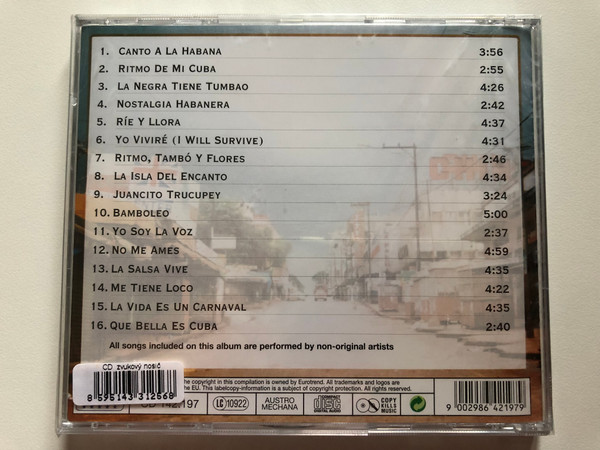 1. CANTO A LA HABANA 3:56
2. RITMO DE MI CUBA 2:55
3. LA NEGRA TIENE TUMBAO 4:26
4. NOSTALGIA HABANERA 2:42
5. RÍE Y LLORA 4:37
6. YO VIVIRÉ (I WILL SURVIVE) 4:31
7. RITMO, TAMBÓ Y FLORES 2:46
8. LA ISLA DEL ENCANTO 4:34
9. JUANCITO TRUCUPEY 3:24
10. BAMBOLEO 5:00
11. YO SOY LA VOZ 2:37
12. NO ME AMES 4:59
13. LA SALSA VIVE 4:35
14. ME TIENE LOCO 4:22
15. LA VIDA ES UN CARNAVAL 4:35
16. QUE BELLA ES CUBA 2:40
All songs included on this album are performed by non-original artists
CD zvukový nosič
8 595143 312568
the copyright in this compilation is owned by Eurotrend. All trademarks and logos are
the EU. This labelcopy-information is a subject of copyright protection. All rights reserved.
CD 142.197
LC 10922
AUSTRO MECHANA
COMPACT disc DIGITAL AUDIO
COPY KILLS MUSIC
9 002986 421979